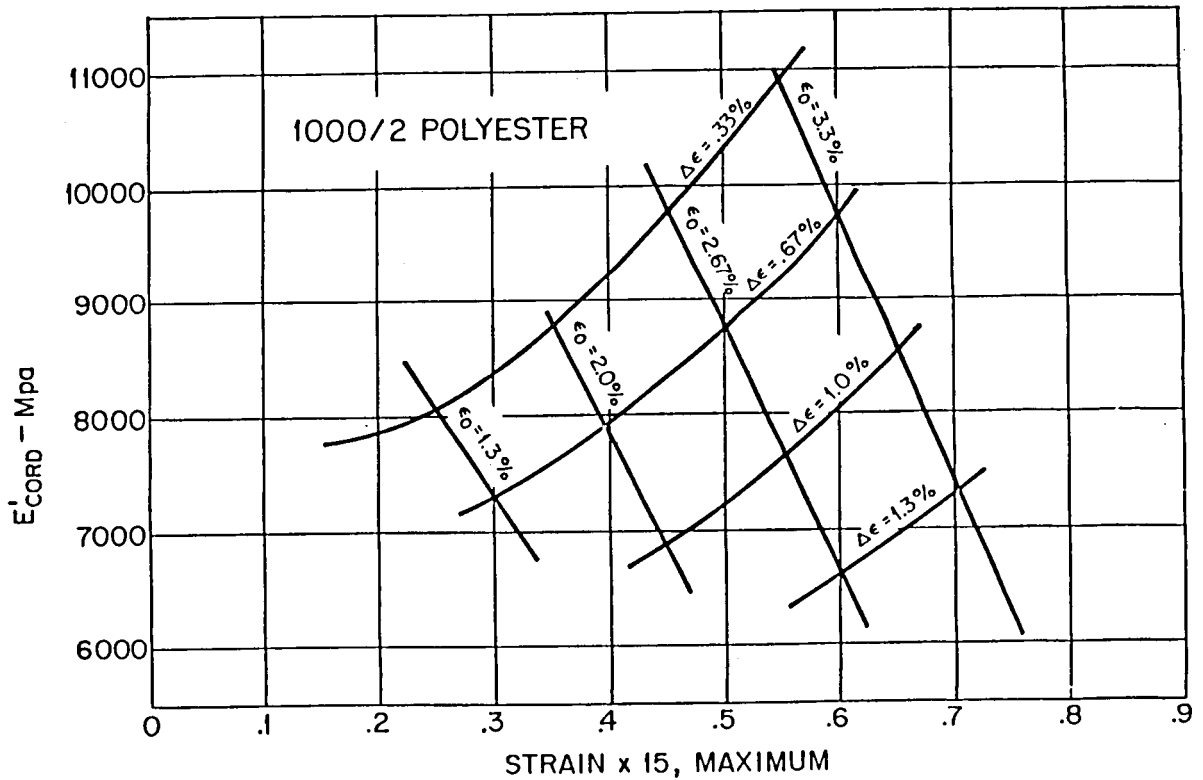 11000
10000
9000
8000
7000
6000
E'CORD - Mpa
1000/2 POLYESTER
Δϵ = .33%
ϵ0 = 3.3%
ϵ0 = 2.67%
Δϵ = .67%
ϵ0 = 2.0%
ϵ0 = 1.3%
Δϵ = 1.0%
Δϵ = 1.3%
0 .1 .2 .3 .4 .5 .6 .7 .8 .9
STRAIN x 15, MAXIMUM